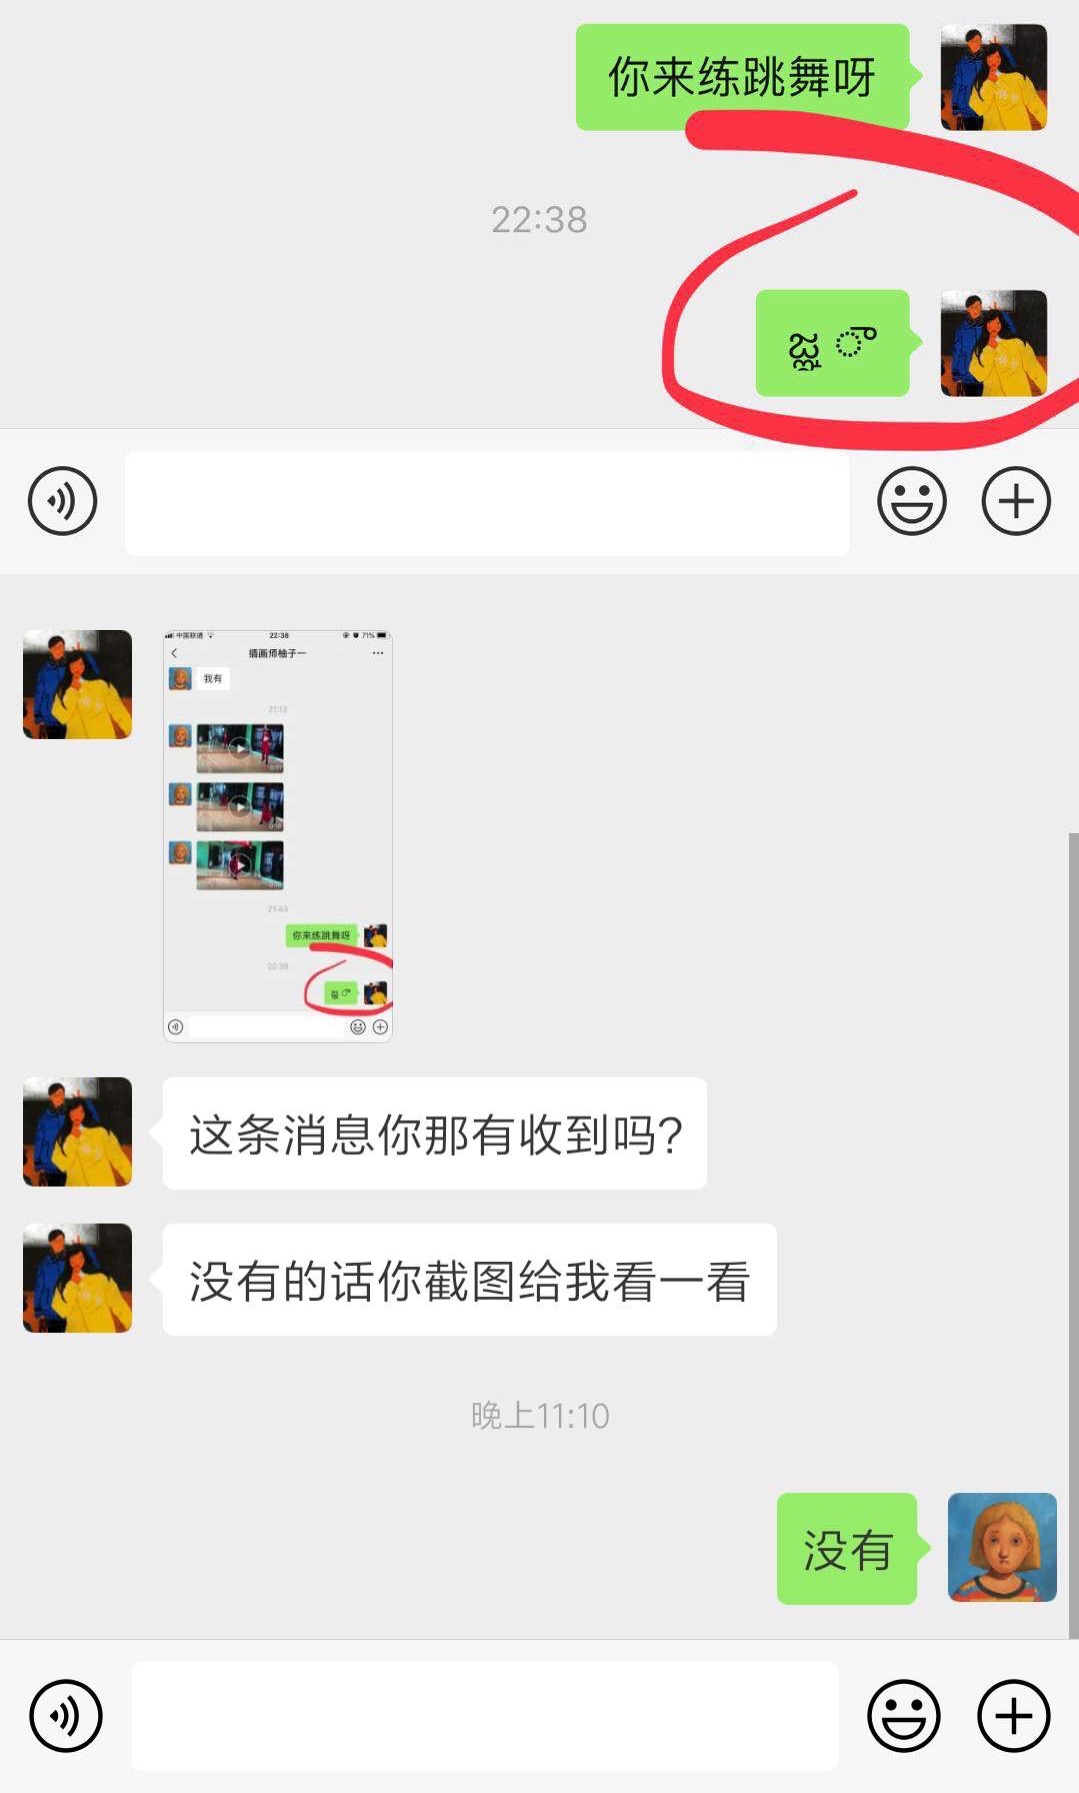 你来练跳舞呀
22:38
中国联通
22:38
71%
插画师柚子一
我有
21:13
21:43
你来练跳舞呀
22:38
这条消息你那有收到吗?
没有的话你截图给我看一看
晚上11:10
没有